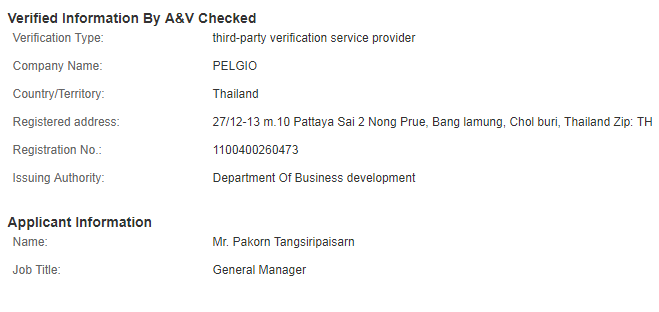 Verified Information By A&V Checked
Verification Type: third-party verification service provider
Company Name: PELGIO
Country/Territory: Thailand
Registered address: 27/12-13 m.10 Pattaya Sai 2 Nong Prue, Bang lamung, Chol buri, Thailand Zip: TH
Registration No.: 1100400260473
Issuing Authority: Department Of Business development
Applicant Information
Name: Mr. Pakorn Tangsiripaisarn
Job Title: General Manager